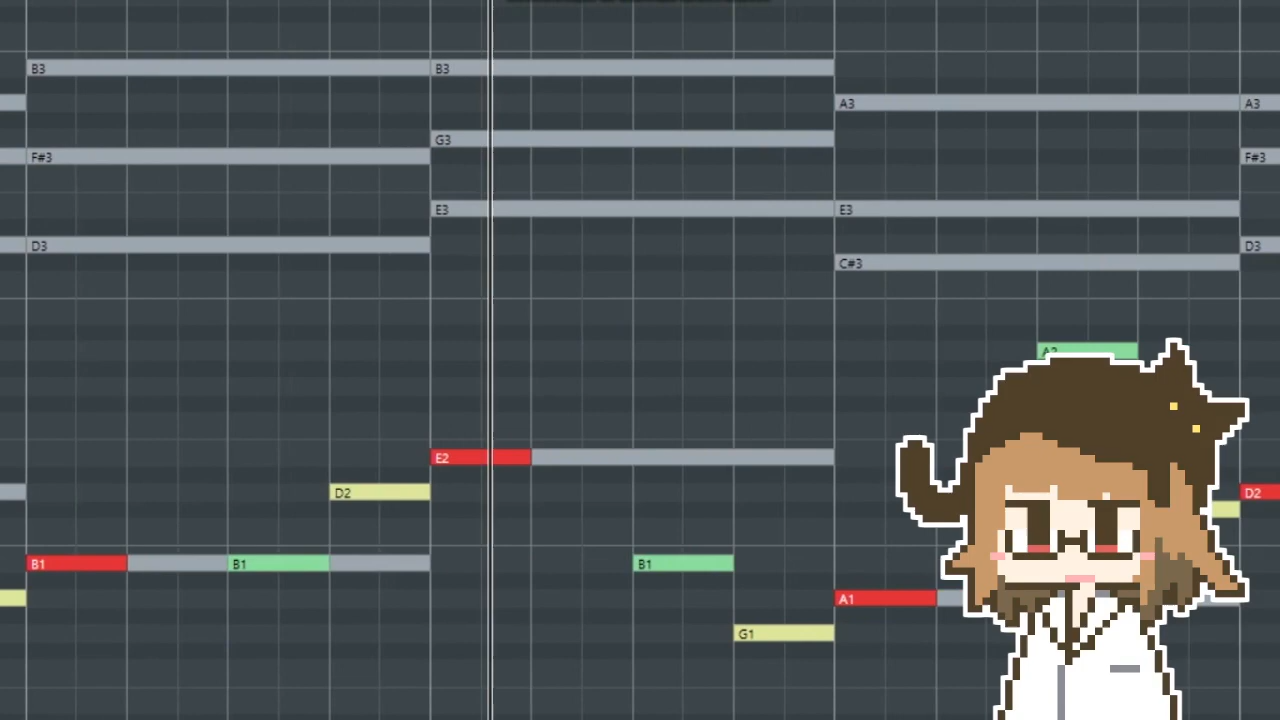 B3 B3
A3 A3
G3
F#3 F#3
E3 E3
D3 D3
C#3
A2
E2
D2 D2
B1 B1 B1
A1
G1